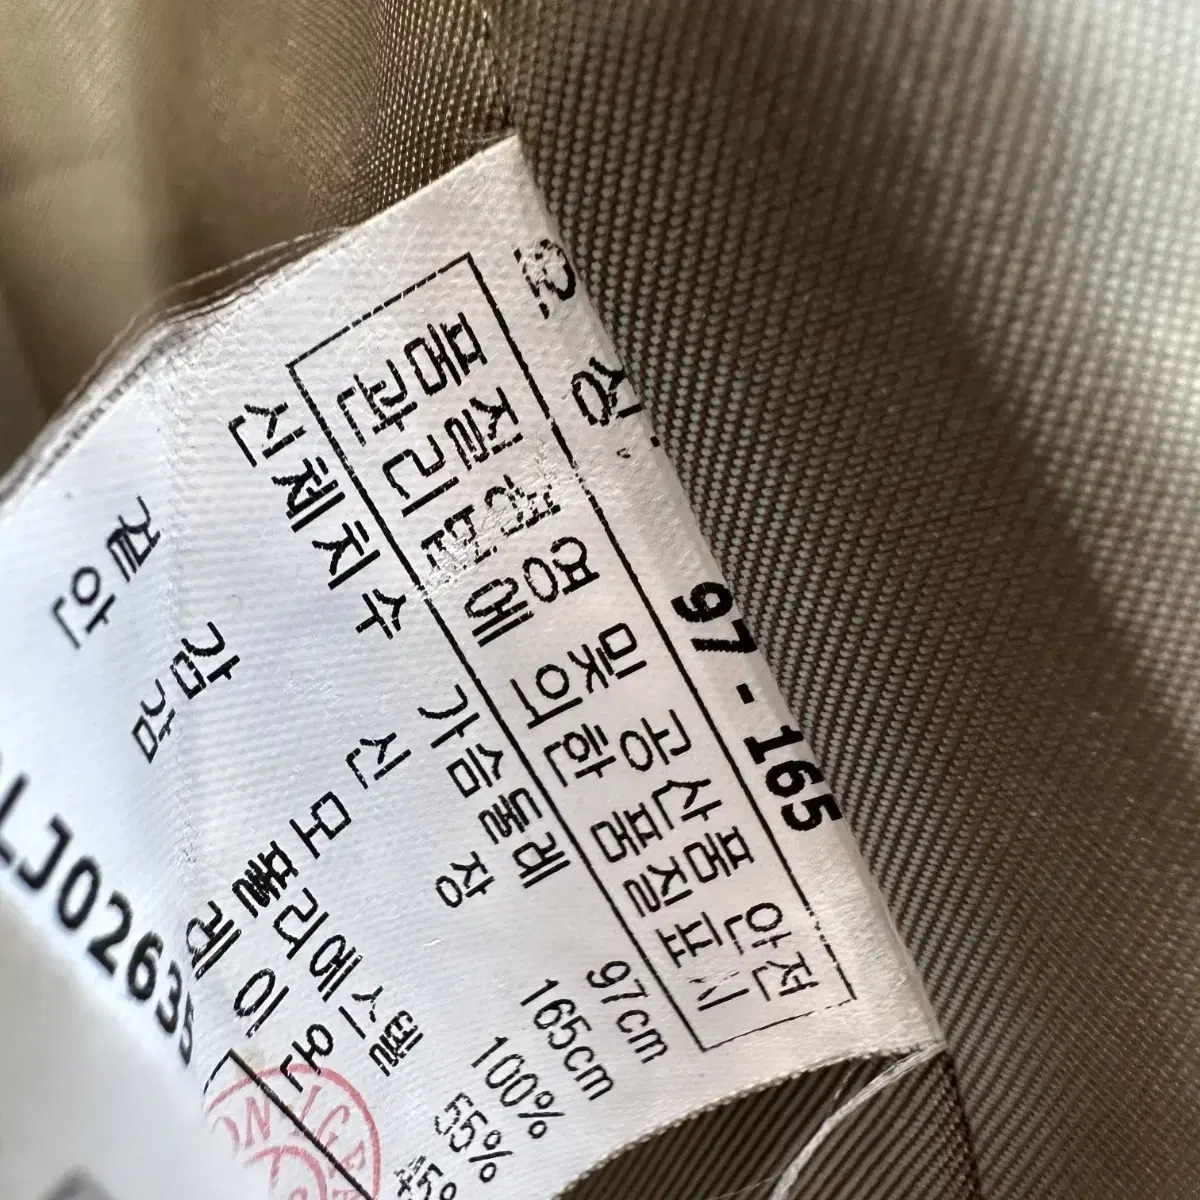 호칭: 97-165
품질경영 및 공산품안전
관리법에 의한 품질표시
신체치수 가슴둘레 97cm
신장 165cm
겉감 모 100%
안감 폴리에스텔 55%
레이온 45%
LJ02635